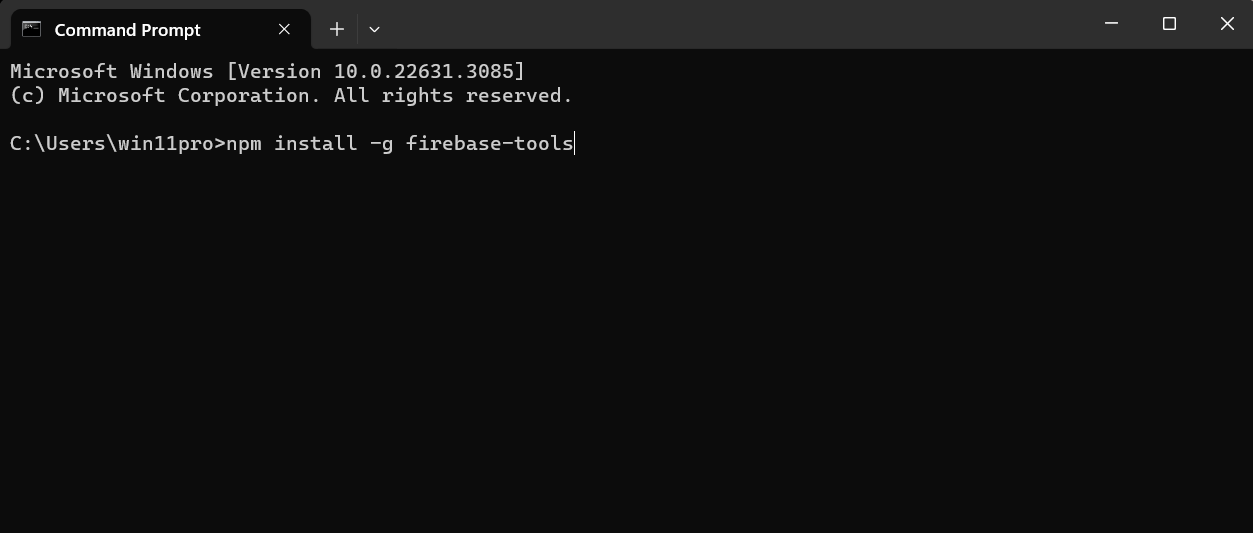 Command Prompt
Microsoft Windows [Version 10.0.22631.3085]
(c) Microsoft Corporation. All rights reserved.
C:\Users\win11pro>npm install -g firebase-tools